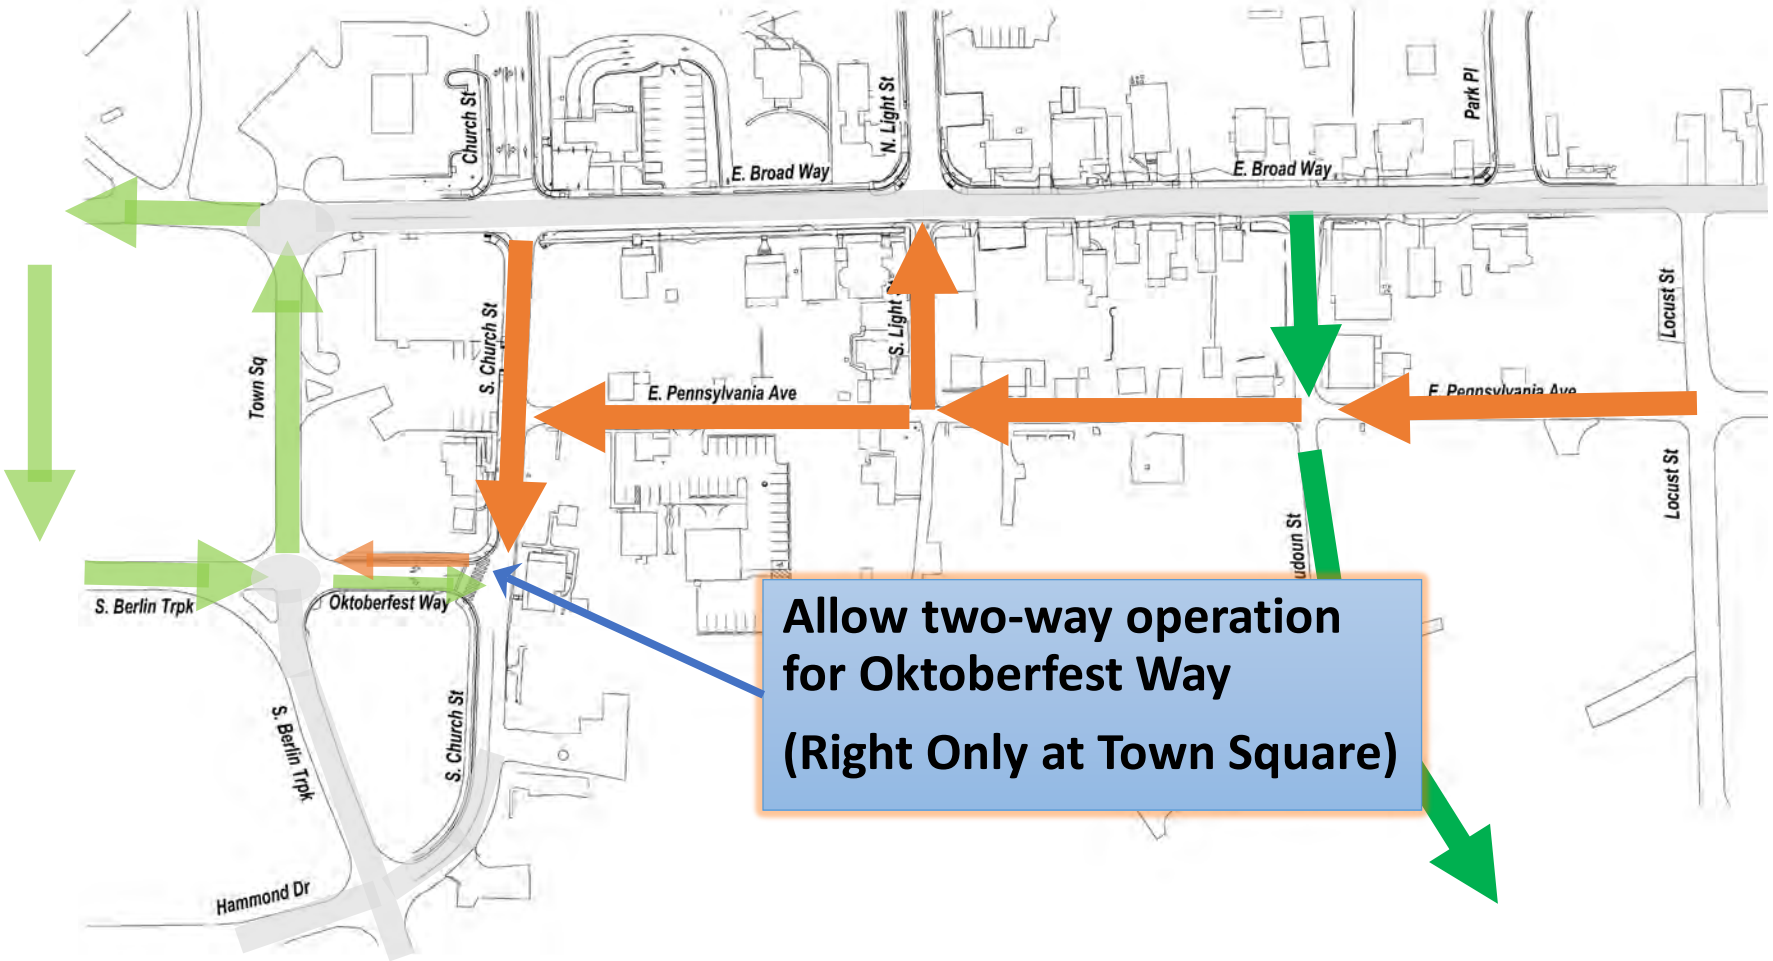 Church St
N. Light St
Park Pl
E. Broad Way
E. Broad Way
S. Church St
S. Light
Locust St
Town Sq
E. Pennsylvania Ave
E. Pennsylvania Ave
Locust St
udoun St
S. Berlin Trpk
Oktoberfest Way
Allow two-way operation
for Oktoberfest Way
(Right Only at Town Square)
S. Berlin Trpk
S. Church St
Hammond Dr